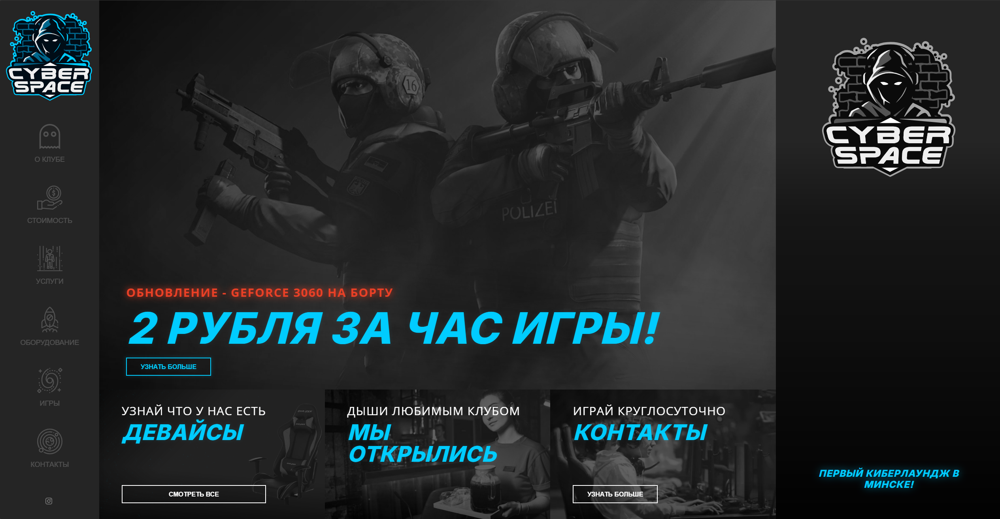 CYBER
SPACE
О КЛУБЕ
СТОИМОСТЬ
УСЛУГИ
ОБОРУДОВАНИЕ
ИГРЫ
КОНТАКТЫ
16
POLIZEI
ОБНОВЛЕНИЕ - GEFORCE 3060 НА БОРТУ
2 РУБЛЯ ЗА ЧАС ИГРЫ!
УЗНАТЬ БОЛЬШЕ
УЗНАЙ ЧТО У НАС ЕСТЬ
ДЕВАЙСЫ
СМОТРЕТЬ ВСЕ
ДЫШИ ЛЮБИМЫМ КЛУБОМ
МЫ
ОТКРЫЛИСЬ
ИГРАЙ КРУГЛОСУТОЧНО
КОНТАКТЫ
УЗНАТЬ БОЛЬШЕ
CYBER
SPACE
ПЕРВЫЙ КИБЕРЛАУНДЖ В
МИНСКЕ!